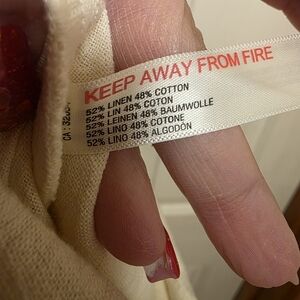 KEEP AWAY FROM FIRE
52% LINEN 48% COTTON
52% LIN 48% COTON
52% LEINEN 48% BAUMWOLLE
52% LINO 48% COTONE
52% LINO 48% ALGODÓN